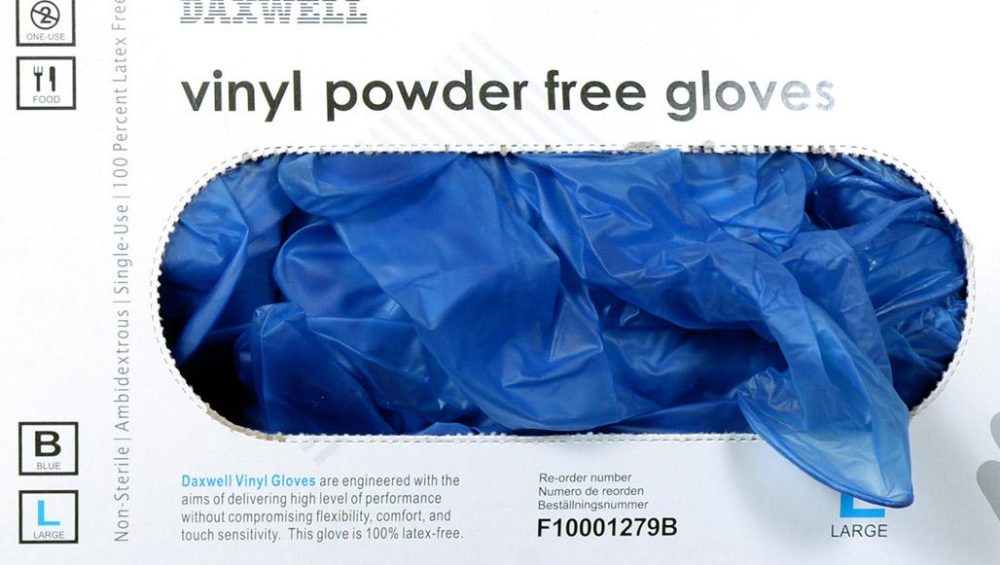 DAXWELL
ONE-USE
FOOD
Non-Sterile | Ambidextrous | Single-Use | 100 Percent Latex Free
vinyl powder free gloves
B
BLUE
L
LARGE
Daxwell Vinyl Gloves are engineered with the
aims of delivering high level of performance
without compromising flexibility, comfort, and
touch sensitivity. This glove is 100% latex-free.
Re-order number
Numero de reorden
Beställningsnummer
F10001279B
L
LARGE